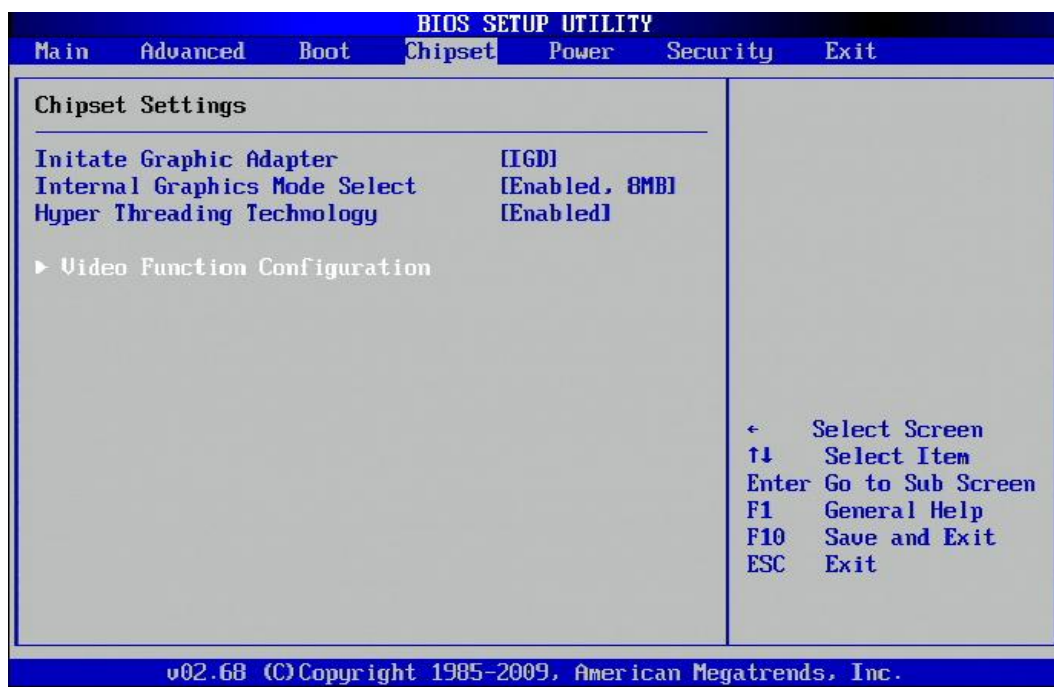 BIOS SETUP UTILITY
Main Advanced Boot Chipset Power Security Exit
Chipset Settings
Initate Graphic Adapter [IGD]
Internal Graphics Mode Select [Enabled, 8MB]
Hyper Threading Technology [Enabled]
▶ Video Function Configuration
← Select Screen
↑↓ Select Item
Enter Go to Sub Screen
F1 General Help
F10 Save and Exit
ESC Exit
v02.68 (C)Copyright 1985-2009, American Megatrends, Inc.